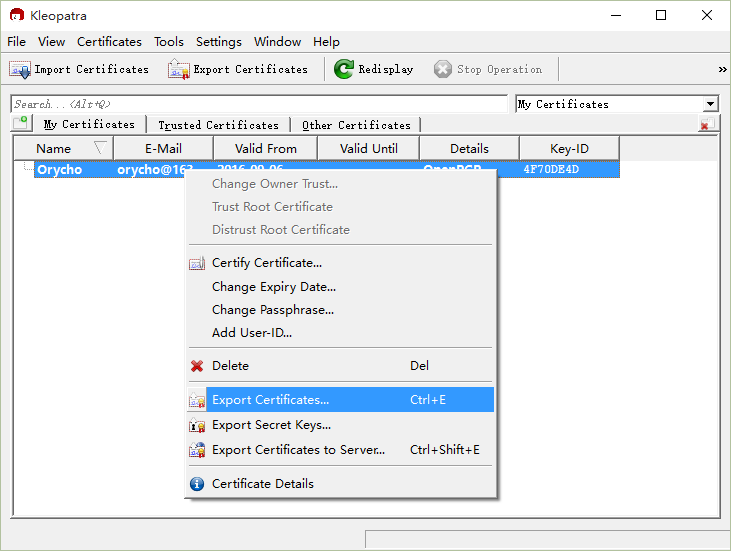 Kleopatra
File View Certificates Tools Settings Window Help
Import Certificates Export Certificates Redisplay Stop Operation »
Search...(Alt+Q) My Certificates
My Certificates Trusted Certificates Other Certificates
Name E-Mail Valid From Valid Until Details Key-ID
Orycho orycho@163 2016-09-06 OpenPGP 4F70DE4D
Change Owner Trust...
Trust Root Certificate
Distrust Root Certificate
Certify Certificate...
Change Expiry Date...
Change Passphrase...
Add User-ID...
Delete Del
Export Certificates... Ctrl+E
Export Secret Keys...
Export Certificates to Server... Ctrl+Shift+E
Certificate Details